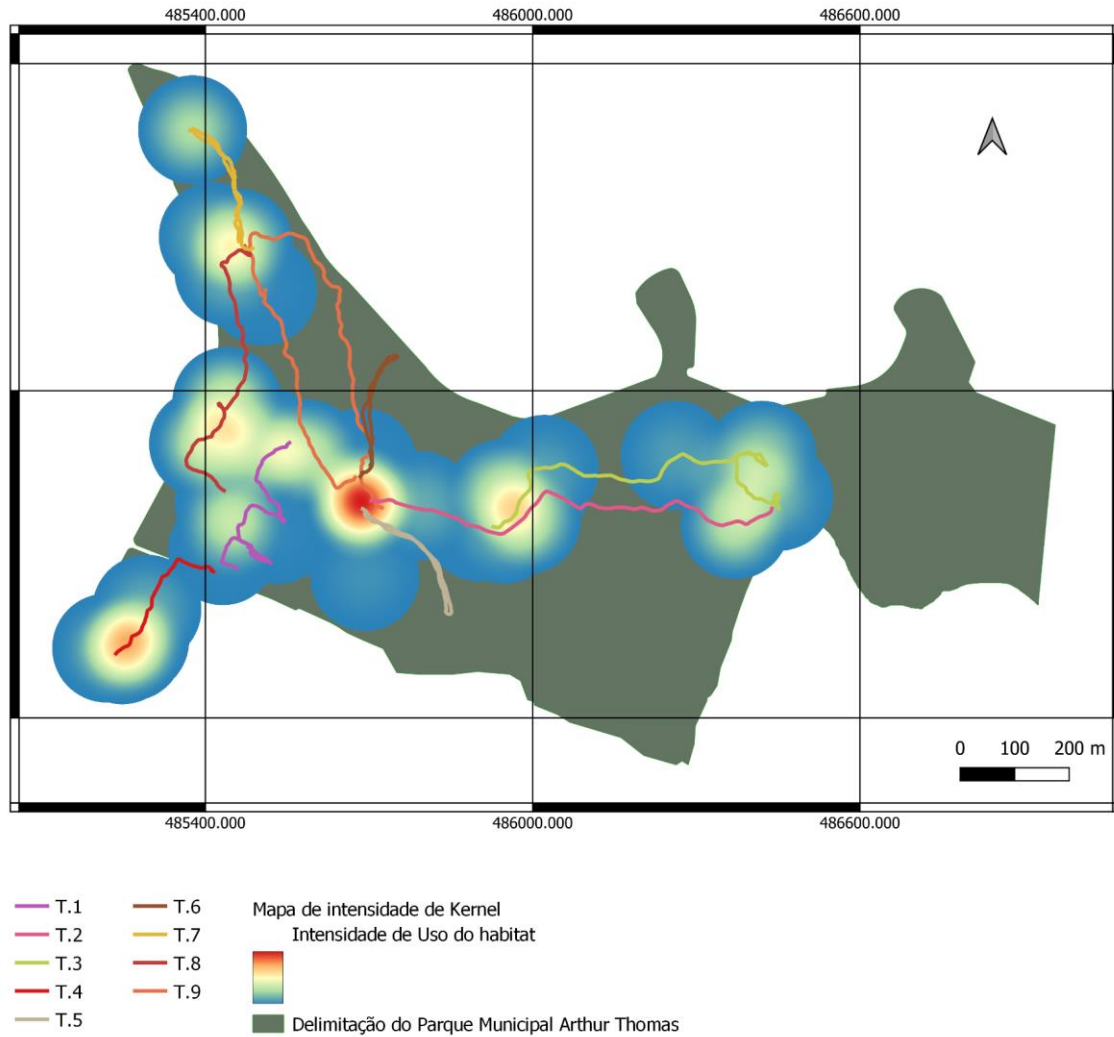 485400.000 486000.000 486600.000
0 100 200 m
485400.000 486000.000 486600.000
T.1 T.6 Mapa de intensidade de Kernel
T.2 T.7 Intensidade de Uso do habitat
T.3 T.8
T.4 T.9
T.5 Delimitação do Parque Municipal Arthur Thomas